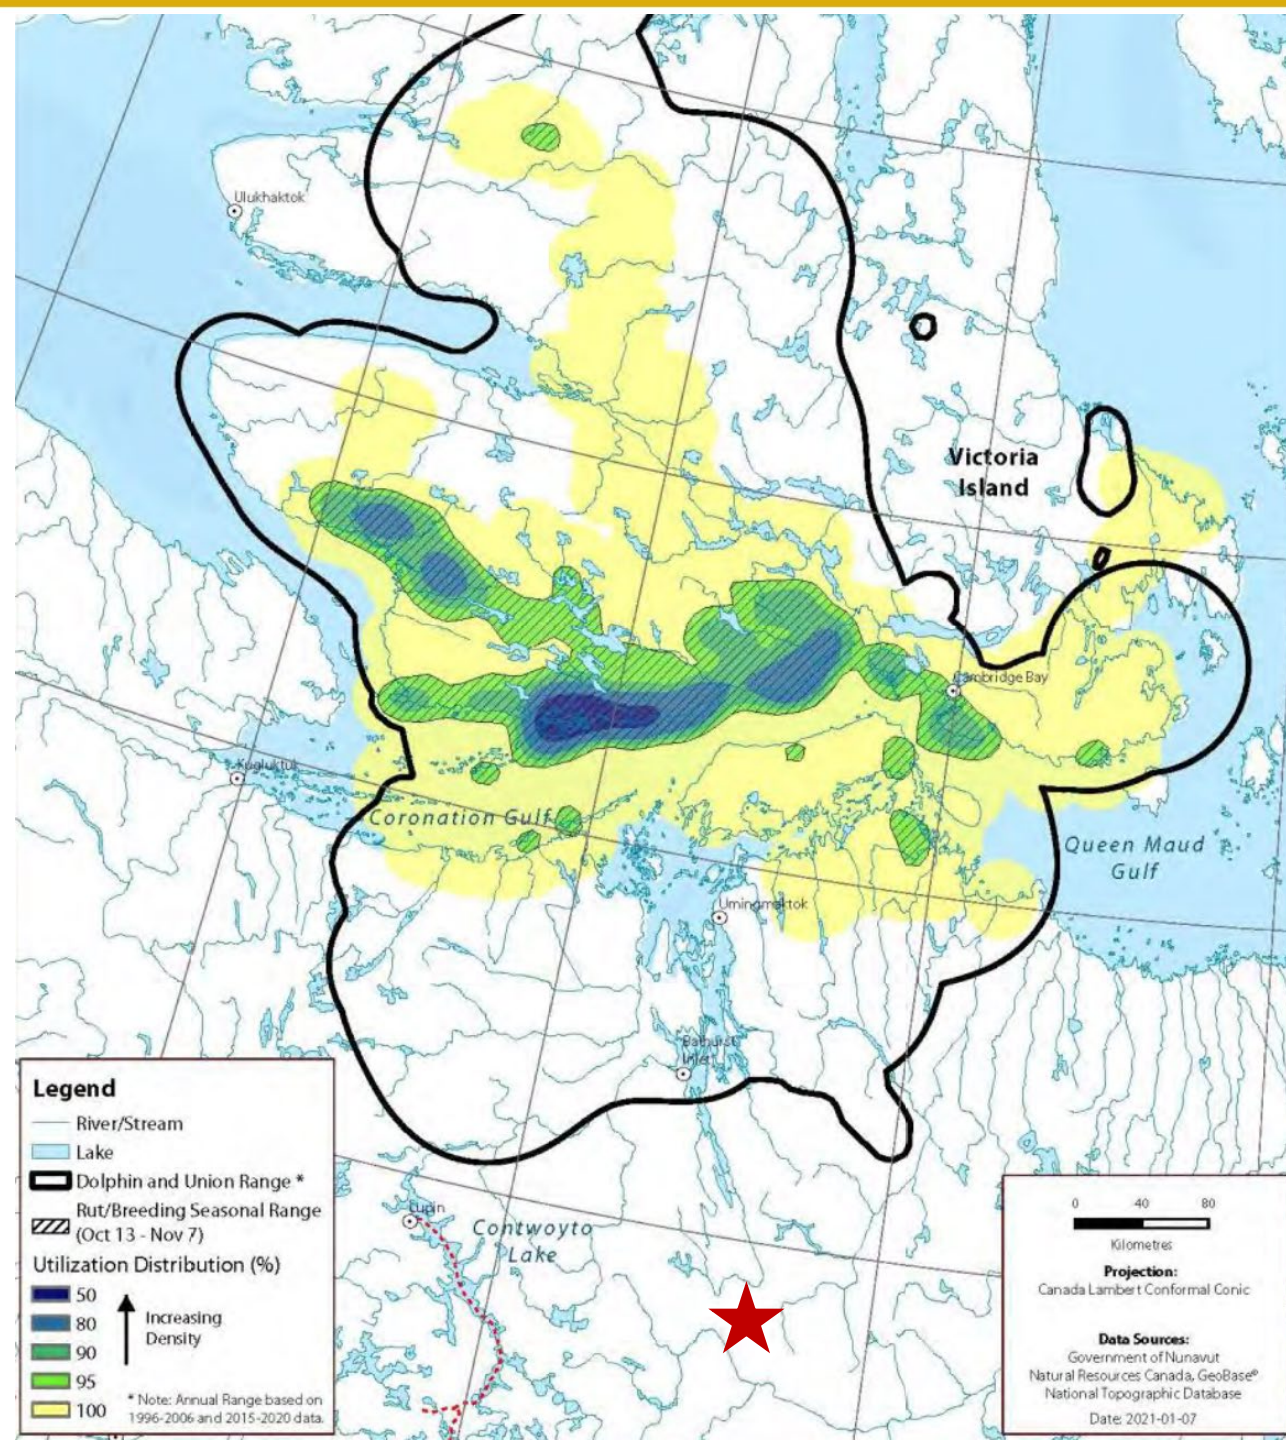 Ulukhaktok
Victoria
Island
Cambridge Bay
Kugluktuk
Coronation Gulf
Queen Maud
Gulf
Umingmaktok
Bathurst
Inlet
Lupin
Contwoyto
Lake
Legend
River/Stream
Lake
Dolphin and Union Range *
Rut/Breeding Seasonal Range
(Oct 13 - Nov 7)
Utilization Distribution (%)
50
80
90
95
100
Increasing
Density
* Note: Annual Range based on
1996-2006 and 2015-2020 data.
0 40 80
Kilometres
Projection:
Canada Lambert Conformal Conic
Data Sources:
Government of Nunavut
Natural Resources Canada, GeoBase®
National Topographic Database
Date: 2021-01-07